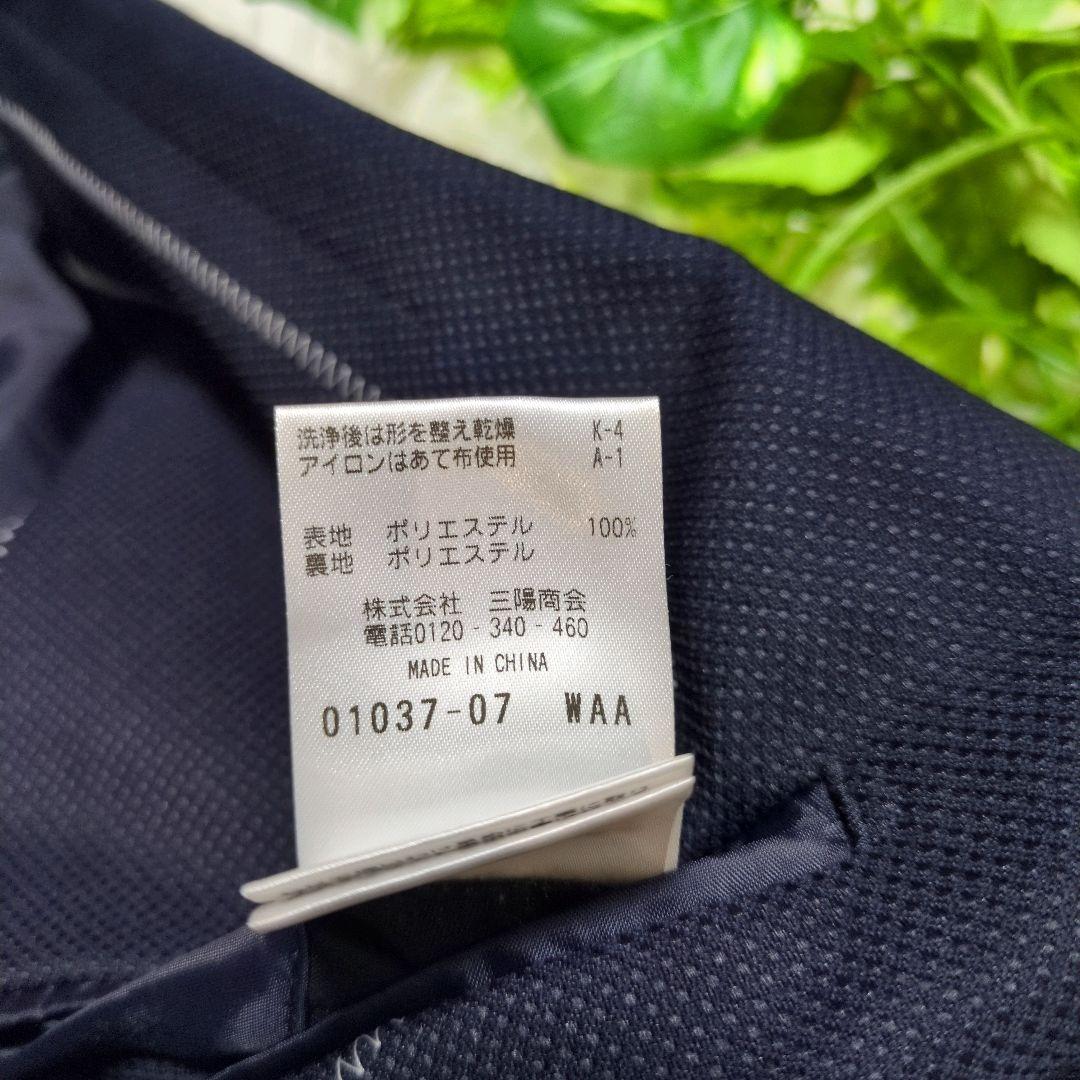 洗浄後は形を整え乾燥 K-4
アイロンはあて布使用 A-1
表地 ポリエステル 100%
裏地 ポリエステル
株式会社 三陽商会
電話0120-340-460
MADE IN CHINA
01037-07 WAA